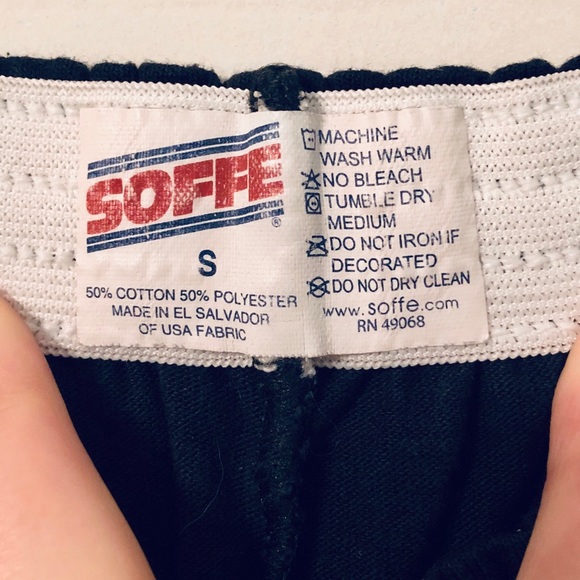 SOFFE
®
S
50% COTTON 50% POLYESTER
MADE IN EL SALVADOR
OF USA FABRIC
MACHINE
WASH WARM
NO BLEACH
TUMBLE DRY
MEDIUM
DO NOT IRON IF
DECORATED
DO NOT DRY CLEAN
www.soffe.com
RN 49068